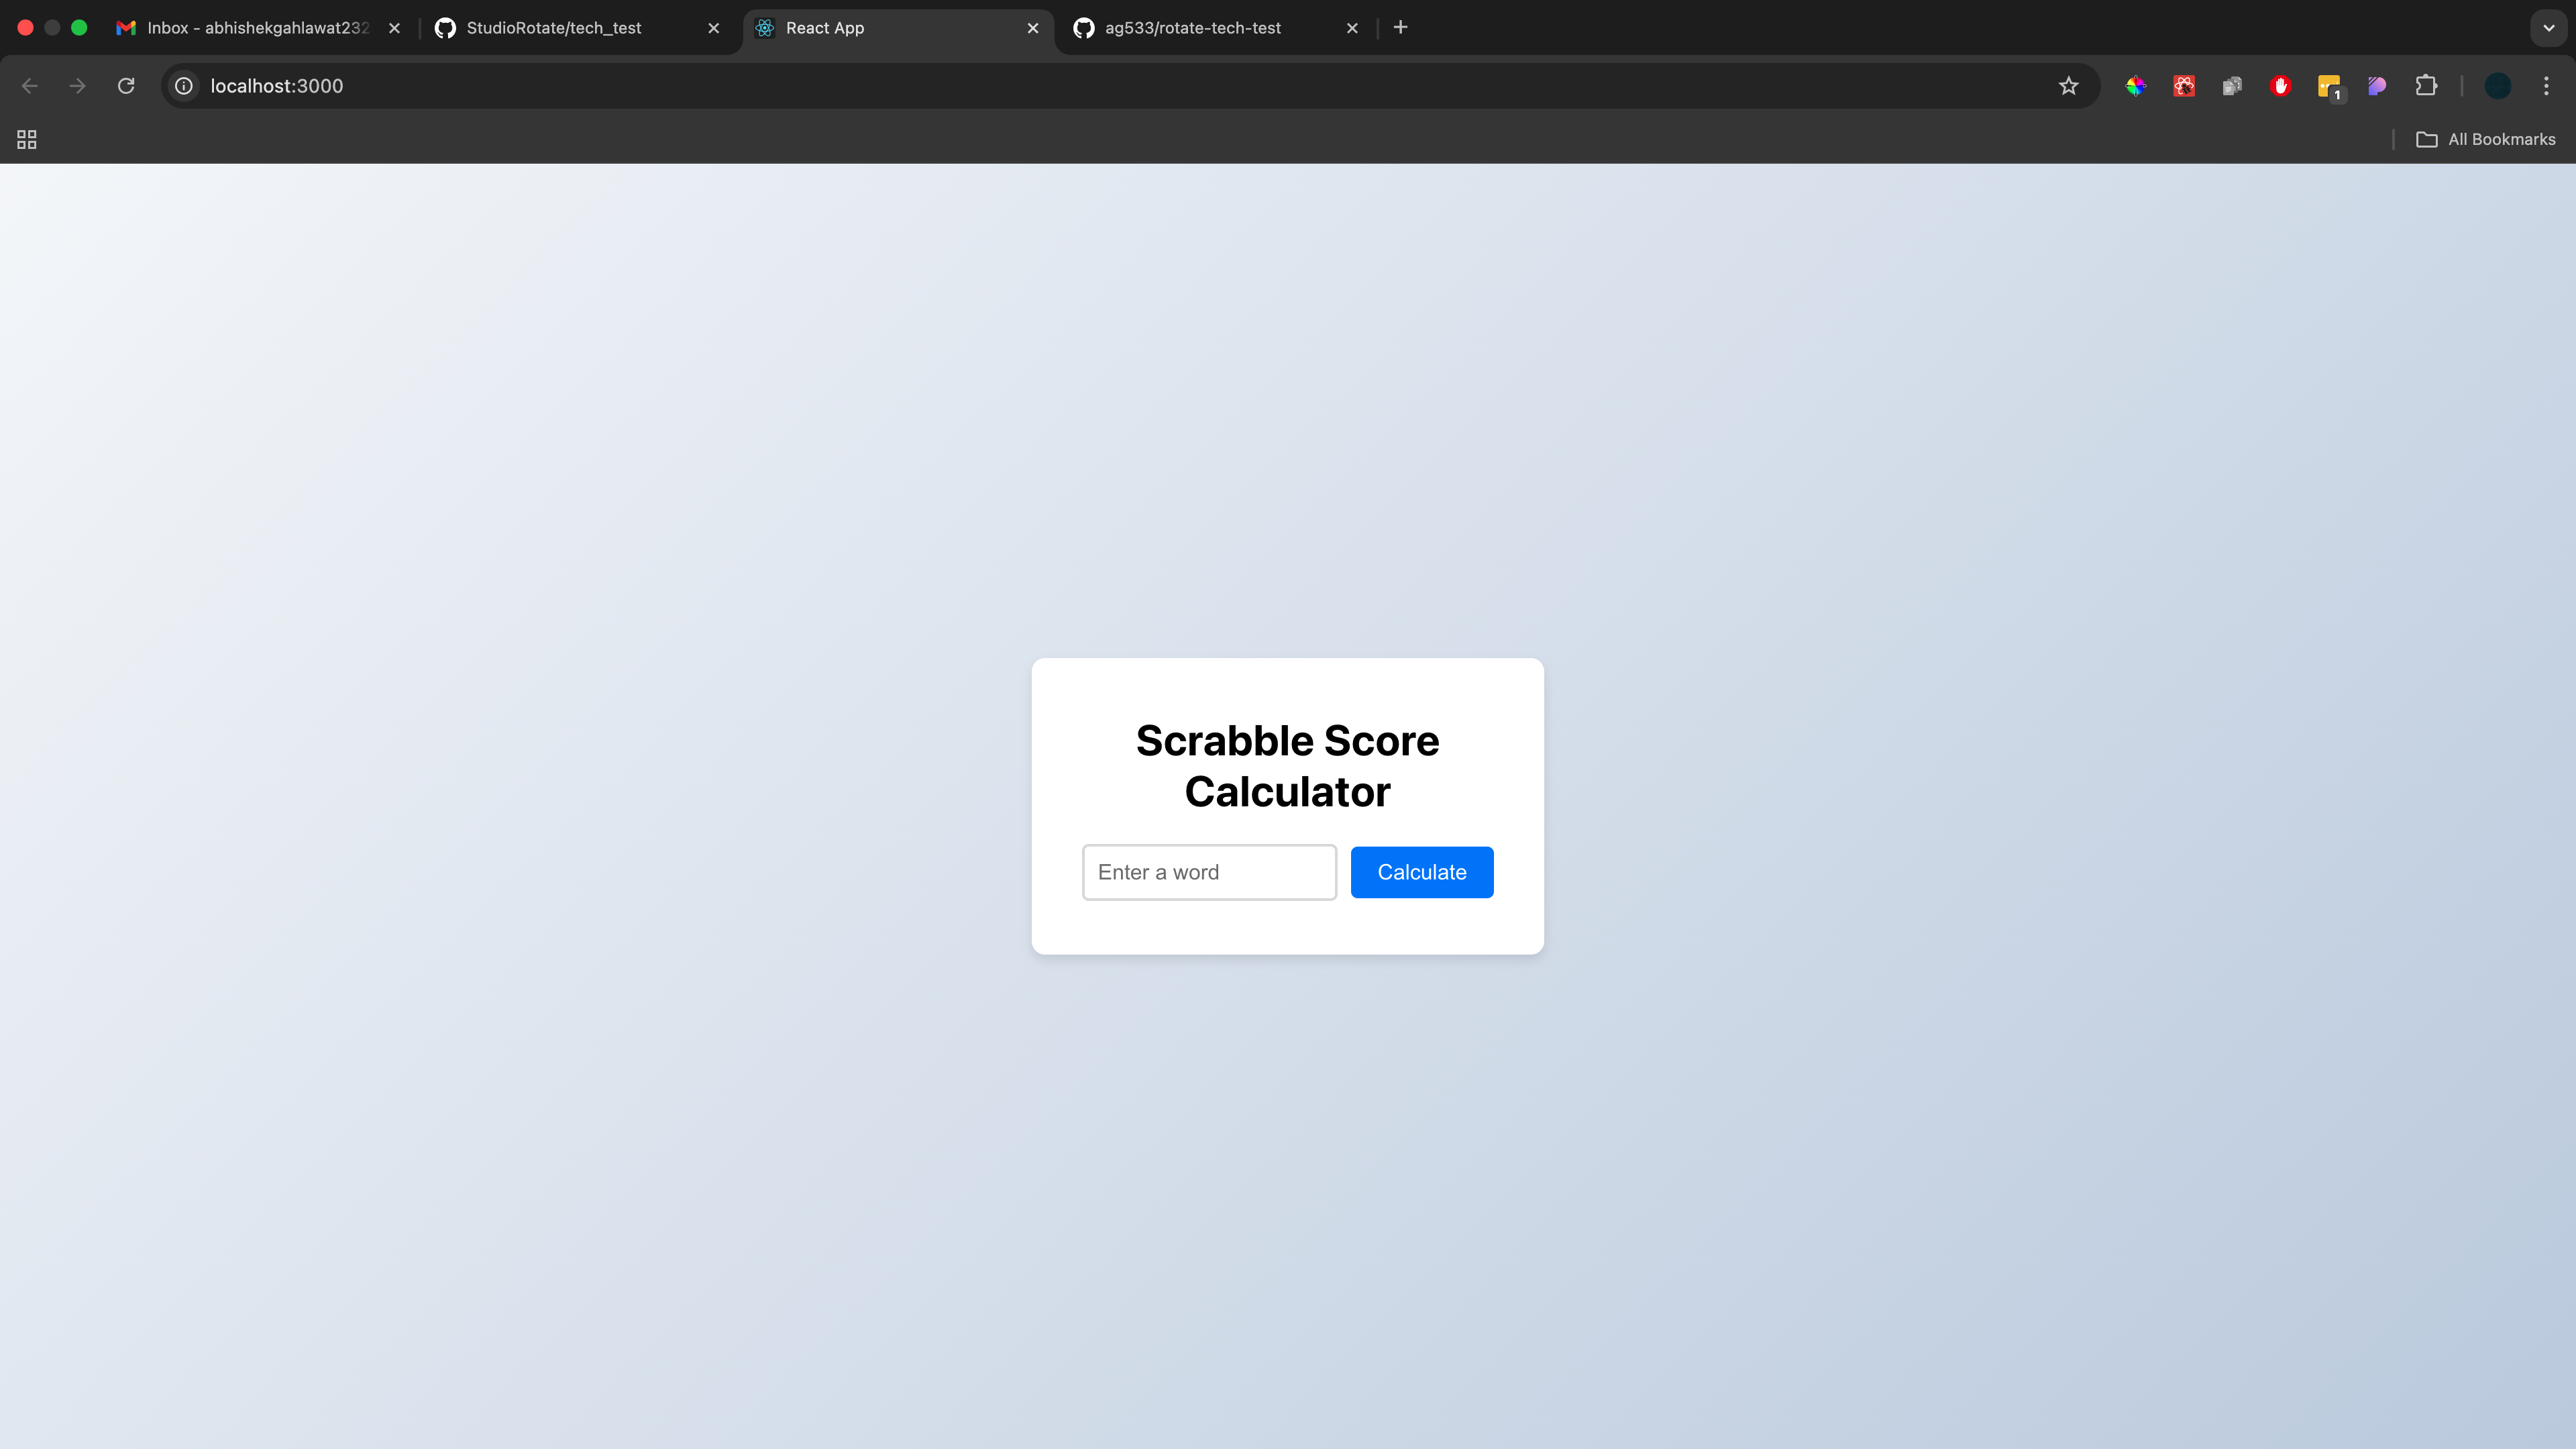 Inbox - abhishekgahlawat232
StudioRotate/tech_test
React App
ag533/rotate-tech-test
localhost:3000
1
All Bookmarks
Scrabble Score
Calculator
Enter a word
Calculate